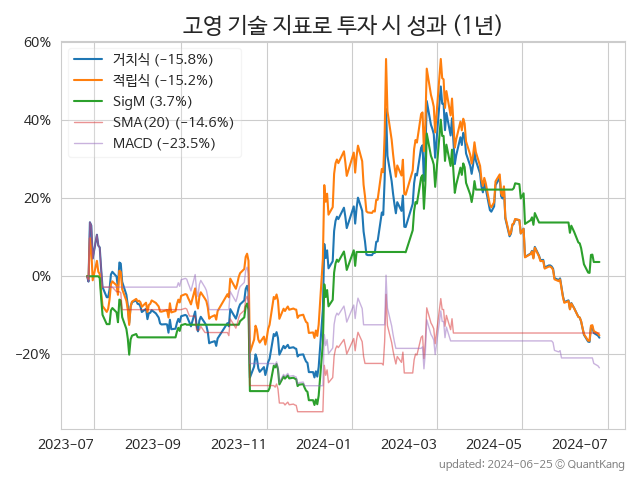 고영 기술 지표로 투자 시 성과 (1년)
60%
40%
20%
0%
−20%
거치식 (−15.8%)
적립식 (−15.2%)
SigM (3.7%)
SMA(20) (−14.6%)
MACD (−23.5%)
2023-07 2023-09 2023-11 2024-01 2024-03 2024-05 2024-07
updated: 2024-06-25 © QuantKang